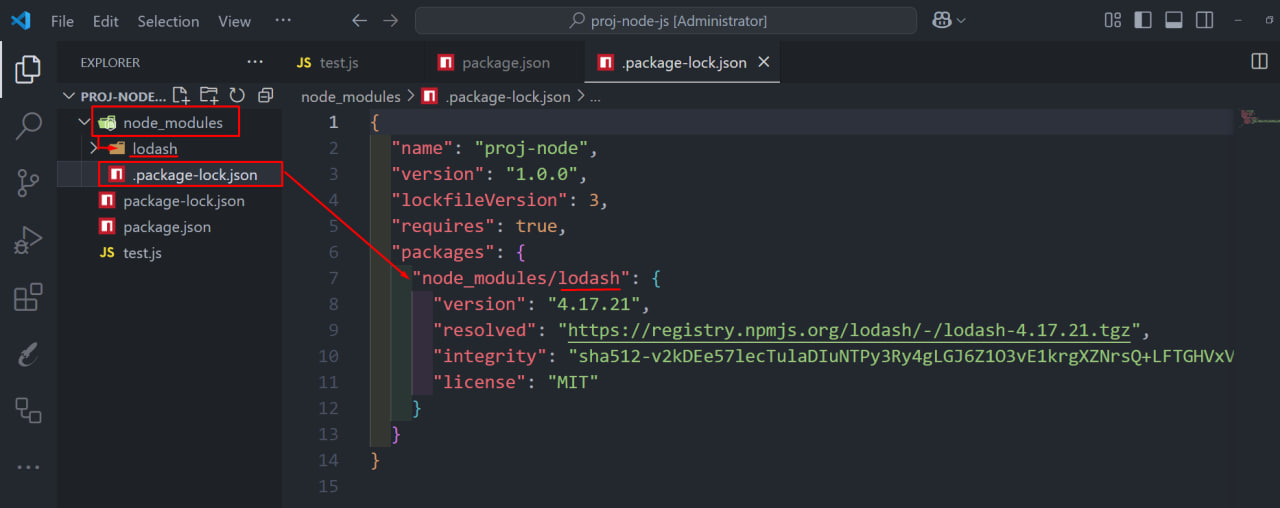 File Edit Selection View ···
proj-node-js [Administrator]
EXPLORER ···
JS test.js
package.json
.package-lock.json
PROJ-NODE...
node_modules > .package-lock.json > ...
node_modules
lodash
.package-lock.json
package-lock.json
package.json
JS test.js
1 {
2 "name": "proj-node",
3 "version": "1.0.0",
4 "lockfileVersion": 3,
5 "requires": true,
6 "packages": {
7 "node_modules/lodash": {
8 "version": "4.17.21",
9 "resolved": "https://registry.npmjs.org/lodash/-/lodash-4.17.21.tgz",
10 "integrity": "sha512-v2kDEe57lecTulaDIuNTPy3Ry4gLGJ6Z1O3vE1krgXZNrsQ+LFTGHVxV
11 "license": "MIT"
12 }
13 }
14 }
15